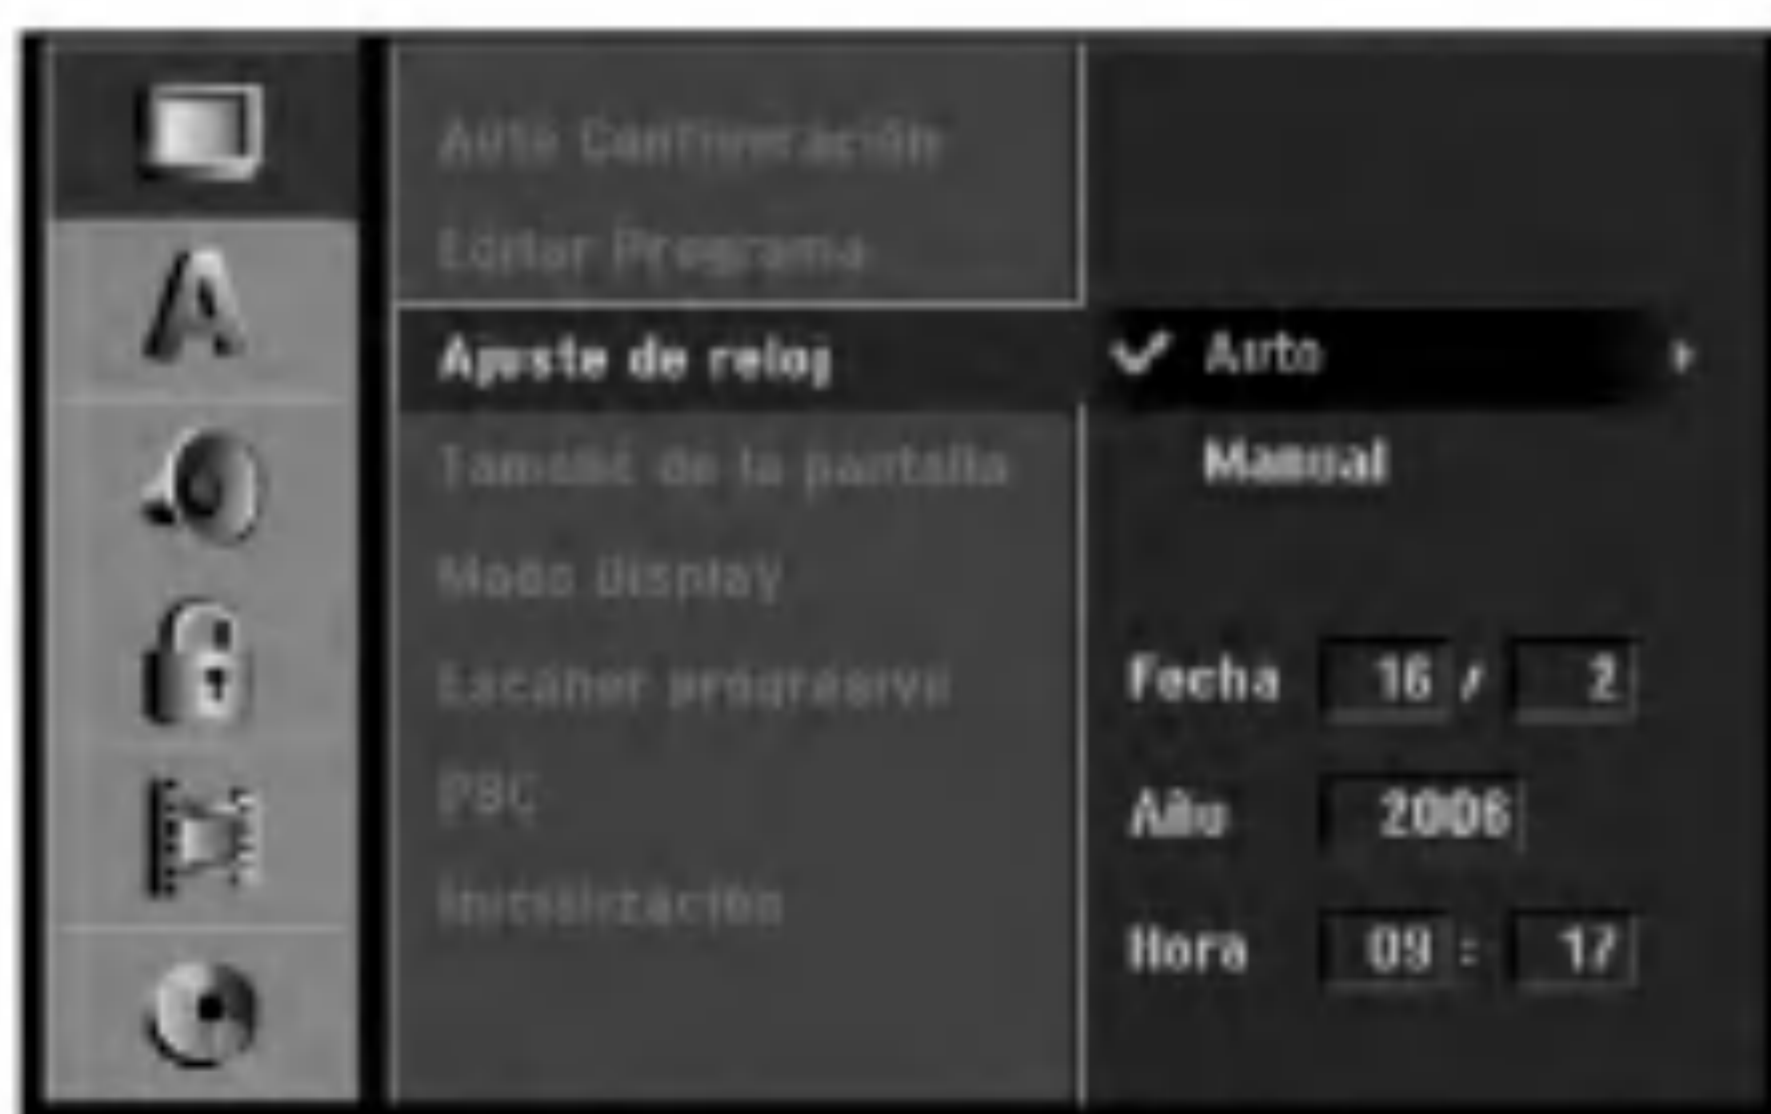 Auto Configuración
Editar Programa
Ajuste de reloj
Tamaño de la pantalla
Modo Display
Escáner progresivo
PBC
Inicialización
Auto
Manual
Fecha 16 / 2
Año 2006
Hora 09 : 17